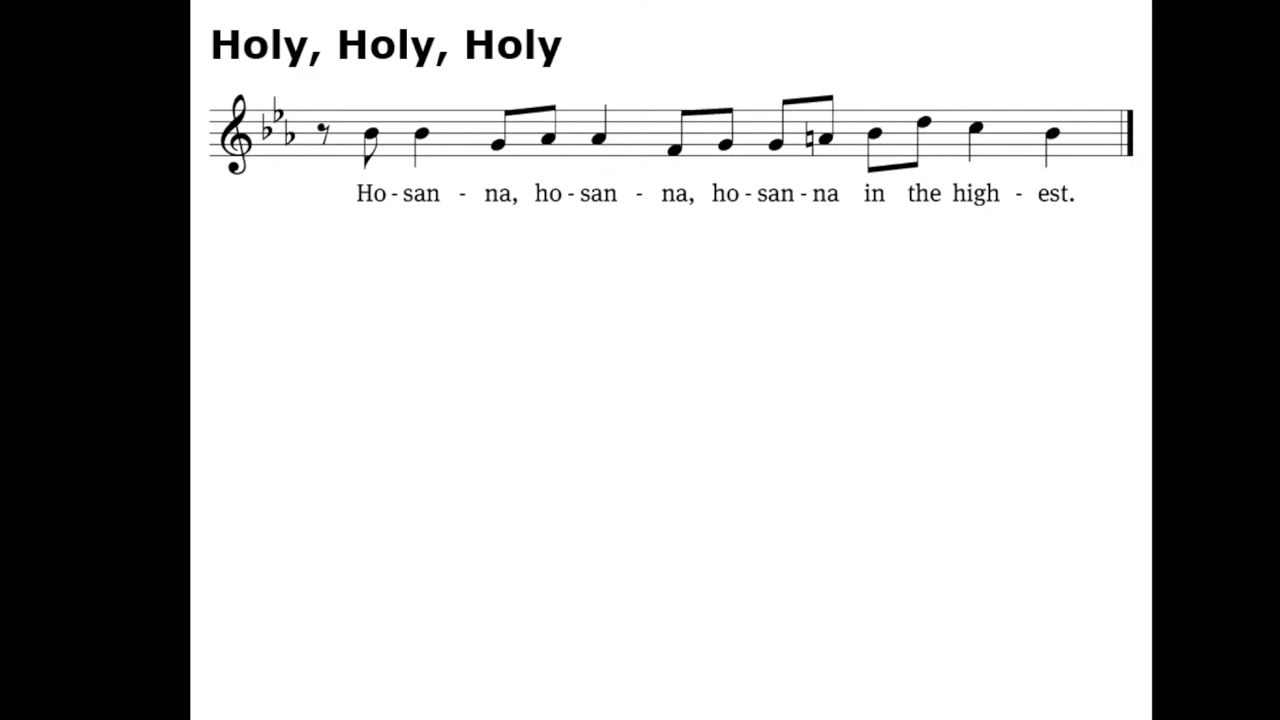 Holy, Holy, Holy
Ho - san - na, ho - san - na, ho - san - na in the high - est.